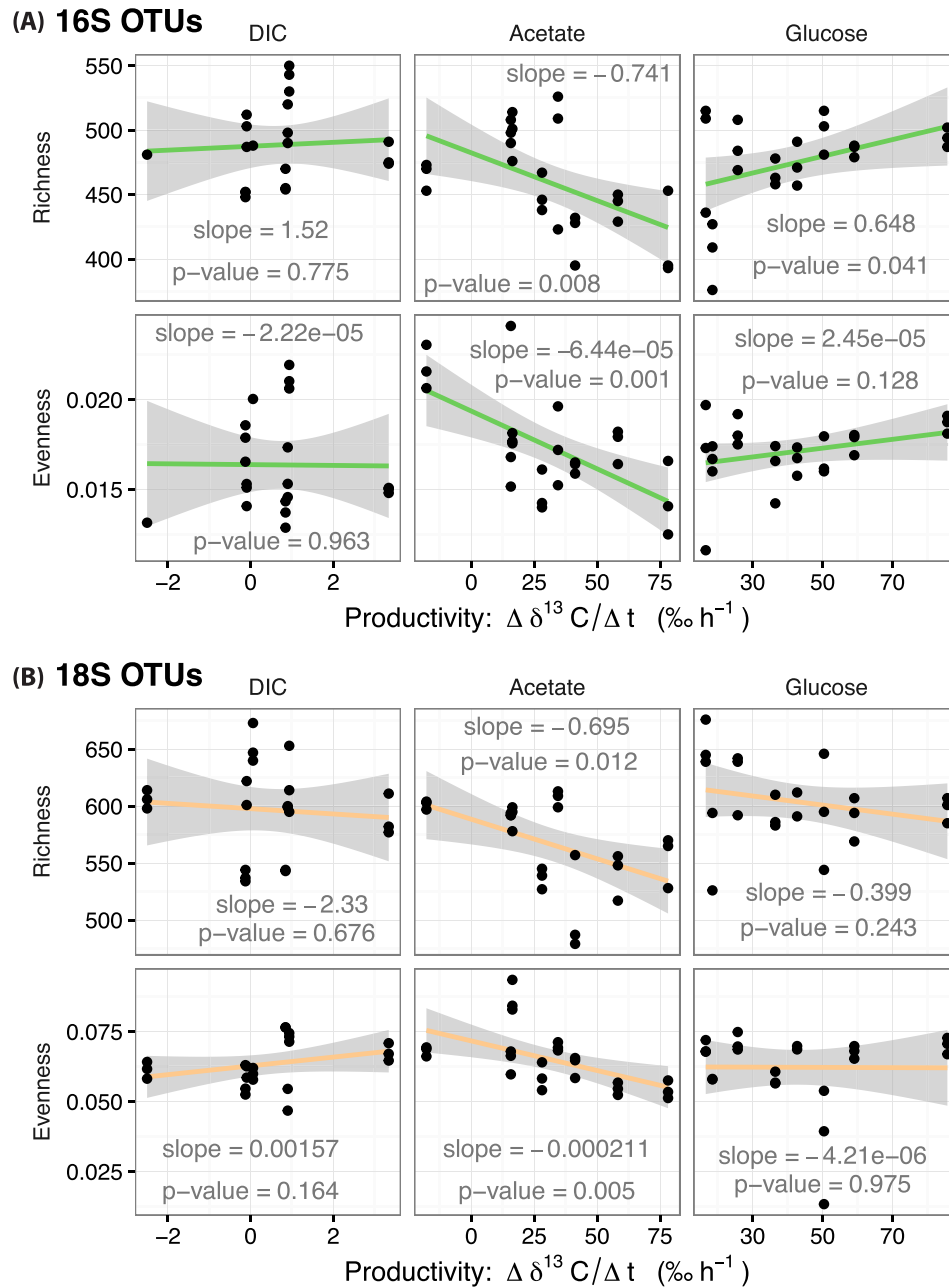 (A) 16S OTUs
DIC Acetate Glucose
Richness
550
500
450
400
slope = 1.52
p−value = 0.775
slope = −0.741
p−value = 0.008
slope = 0.648
p−value = 0.041
Evenness
0.020
0.015
slope = −2.22e−05
p−value = 0.963
slope = −6.44e−05
p−value = 0.001
slope = 2.45e−05
p−value = 0.128
−2 0 2 0 25 50 75 30 50 70
Productivity: Δ δ¹³ C/Δ t (‰ h⁻¹ )
(B) 18S OTUs
DIC Acetate Glucose
Richness
650
600
550
500
slope = −2.33
p−value = 0.676
slope = −0.695
p−value = 0.012
slope = −0.399
p−value = 0.243
Evenness
0.075
0.050
0.025
slope = 0.00157
p−value = 0.164
slope = −0.000211
p−value = 0.005
slope = −4.21e−06
p−value = 0.975
−2 0 2 0 25 50 75 30 50 70
Productivity: Δ δ¹³ C/Δ t (‰ h⁻¹ )